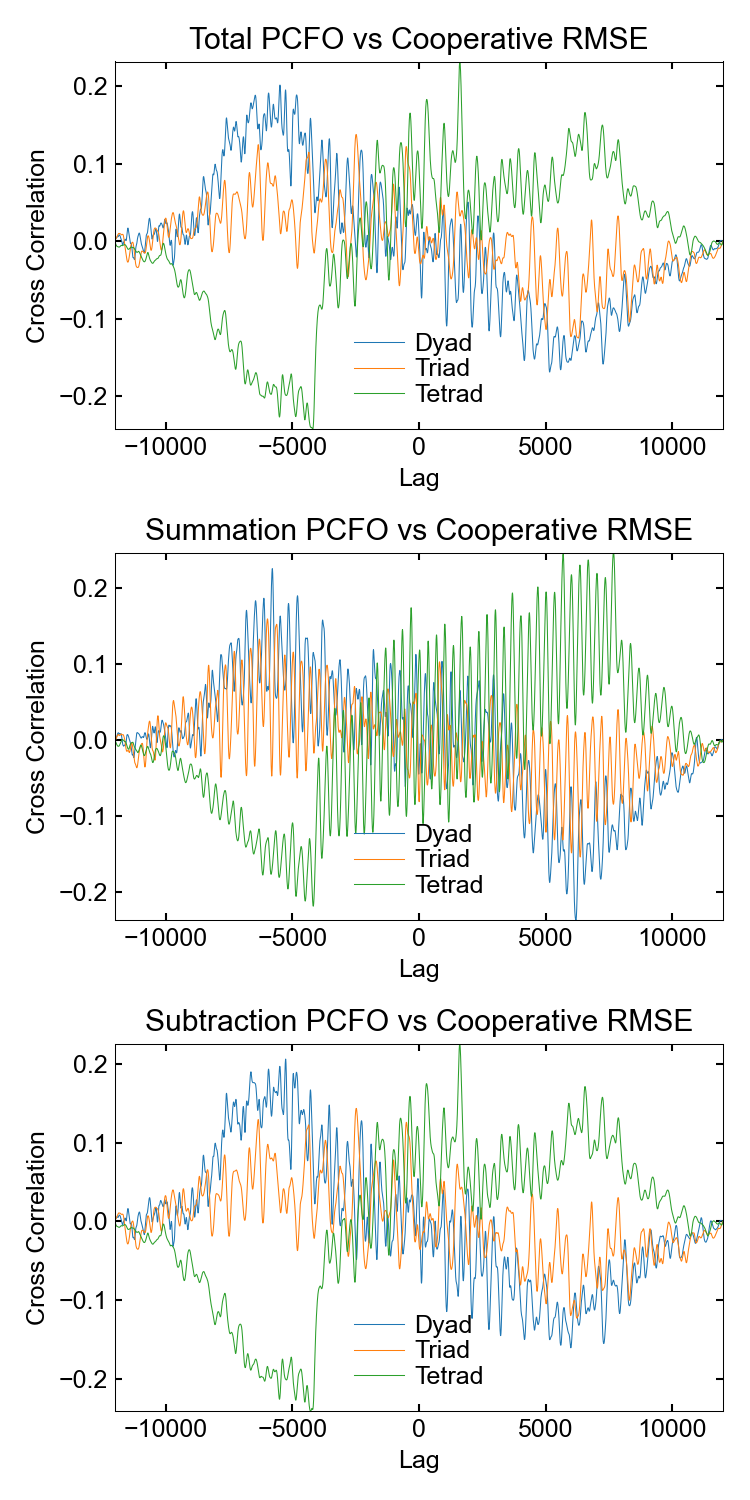 Total PCFO vs Cooperative RMSE
0.2
0.1
0.0
−0.1
−0.2
Cross Correlation
Dyad
Triad
Tetrad
−10000 −5000 0 5000 10000
Lag
Summation PCFO vs Cooperative RMSE
0.2
0.1
0.0
−0.1
−0.2
Cross Correlation
Dyad
Triad
Tetrad
−10000 −5000 0 5000 10000
Lag
Subtraction PCFO vs Cooperative RMSE
0.2
0.1
0.0
−0.1
−0.2
Cross Correlation
Dyad
Triad
Tetrad
−10000 −5000 0 5000 10000
Lag